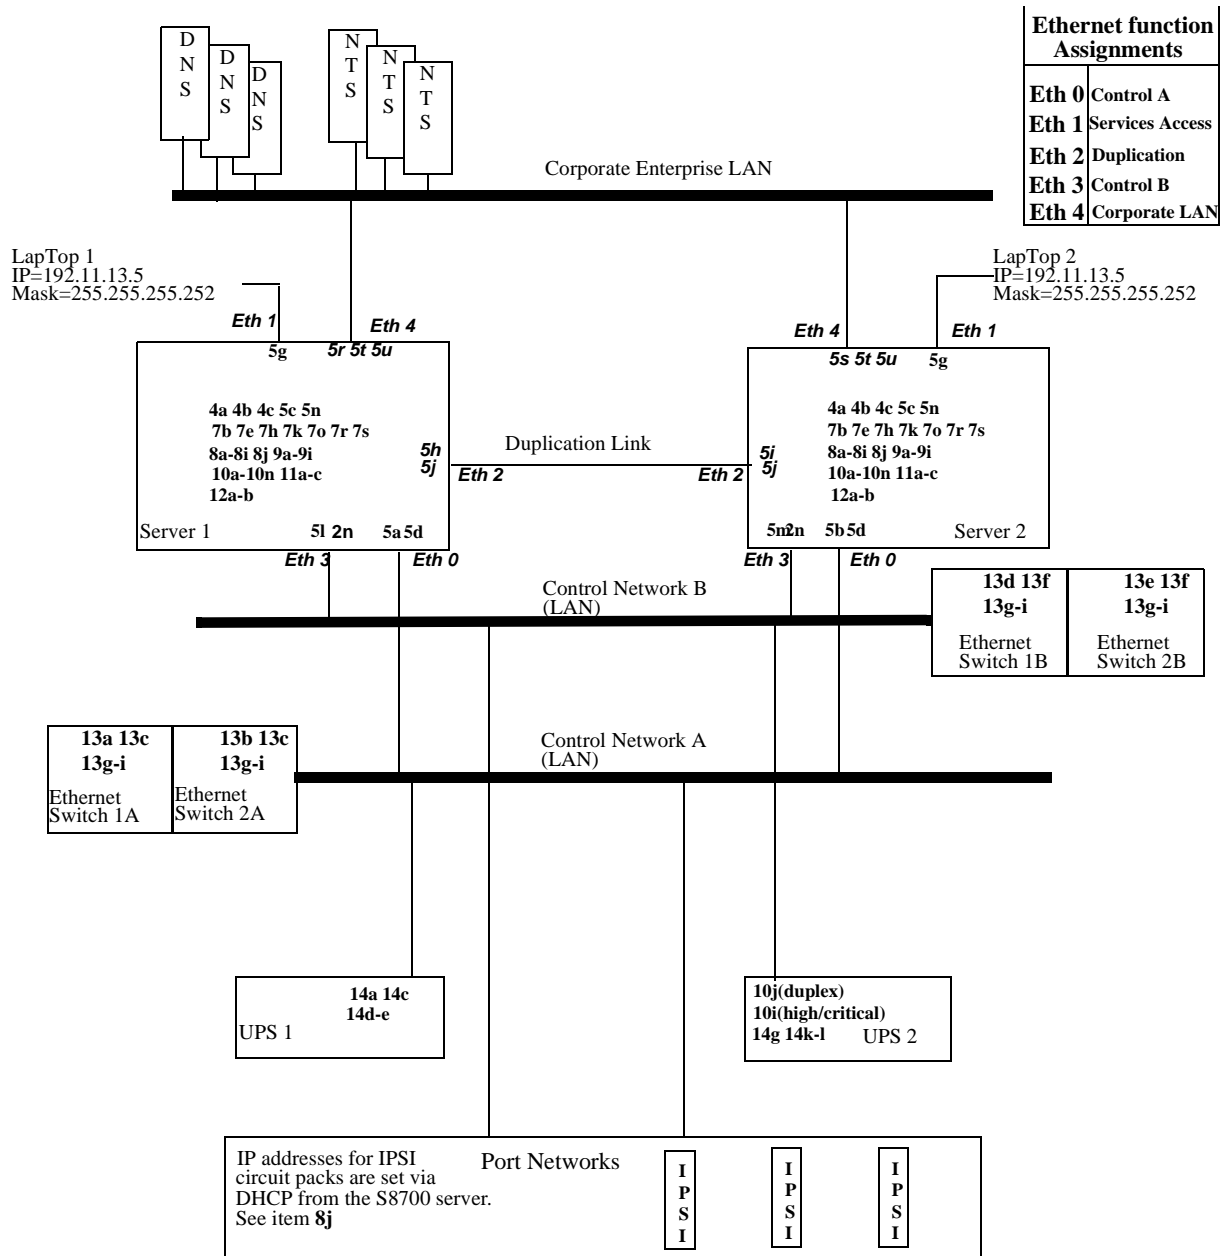 D
N
S
D
N
S
D
N
S
N
T
S
N
T
S
N
T
S
Ethernet function
Assignments
Eth 0 Control A
Eth 1 Services Access
Eth 2 Duplication
Eth 3 Control B
Eth 4 Corporate LAN
Corporate Enterprise LAN
LapTop 1
IP=192.11.13.5
Mask=255.255.255.252
LapTop 2
IP=192.11.13.5
Mask=255.255.255.252
Eth 1
Eth 4
Eth 4
Eth 1
5g
5r 5t 5u
5s 5t 5u
5g
4a 4b 4c 5c 5n
7b 7e 7h 7k 7o 7r 7s
8a-8i 8j 9a-9i
10a-10n 11a-c
12a-b
5h
5j
Eth 2
Duplication Link
Eth 2
5i
5j
4a 4b 4c 5c 5n
7b 7e 7h 7k 7o 7r 7s
8a-8i 8j 9a-9i
10a-10n 11a-c
12a-b
Server 1
5l 2n
5a 5d
Eth 3
Eth 0
5m2n
5b 5d
Server 2
Eth 3
Eth 0
Control Network B
(LAN)
13d 13f
13g-i
Ethernet
Switch 1B
13e 13f
13g-i
Ethernet
Switch 2B
13a 13c
13g-i
Ethernet
Switch 1A
13b 13c
13g-i
Ethernet
Switch 2A
Control Network A
(LAN)
14a 14c
14d-e
UPS 1
10j(duplex)
10i(high/critical)
14g 14k-l UPS 2
IP addresses for IPSI
circuit packs are set via
DHCP from the S8700 server.
See item 8j
Port Networks
I
P
S
I
I
P
S
I
I
P
S
I